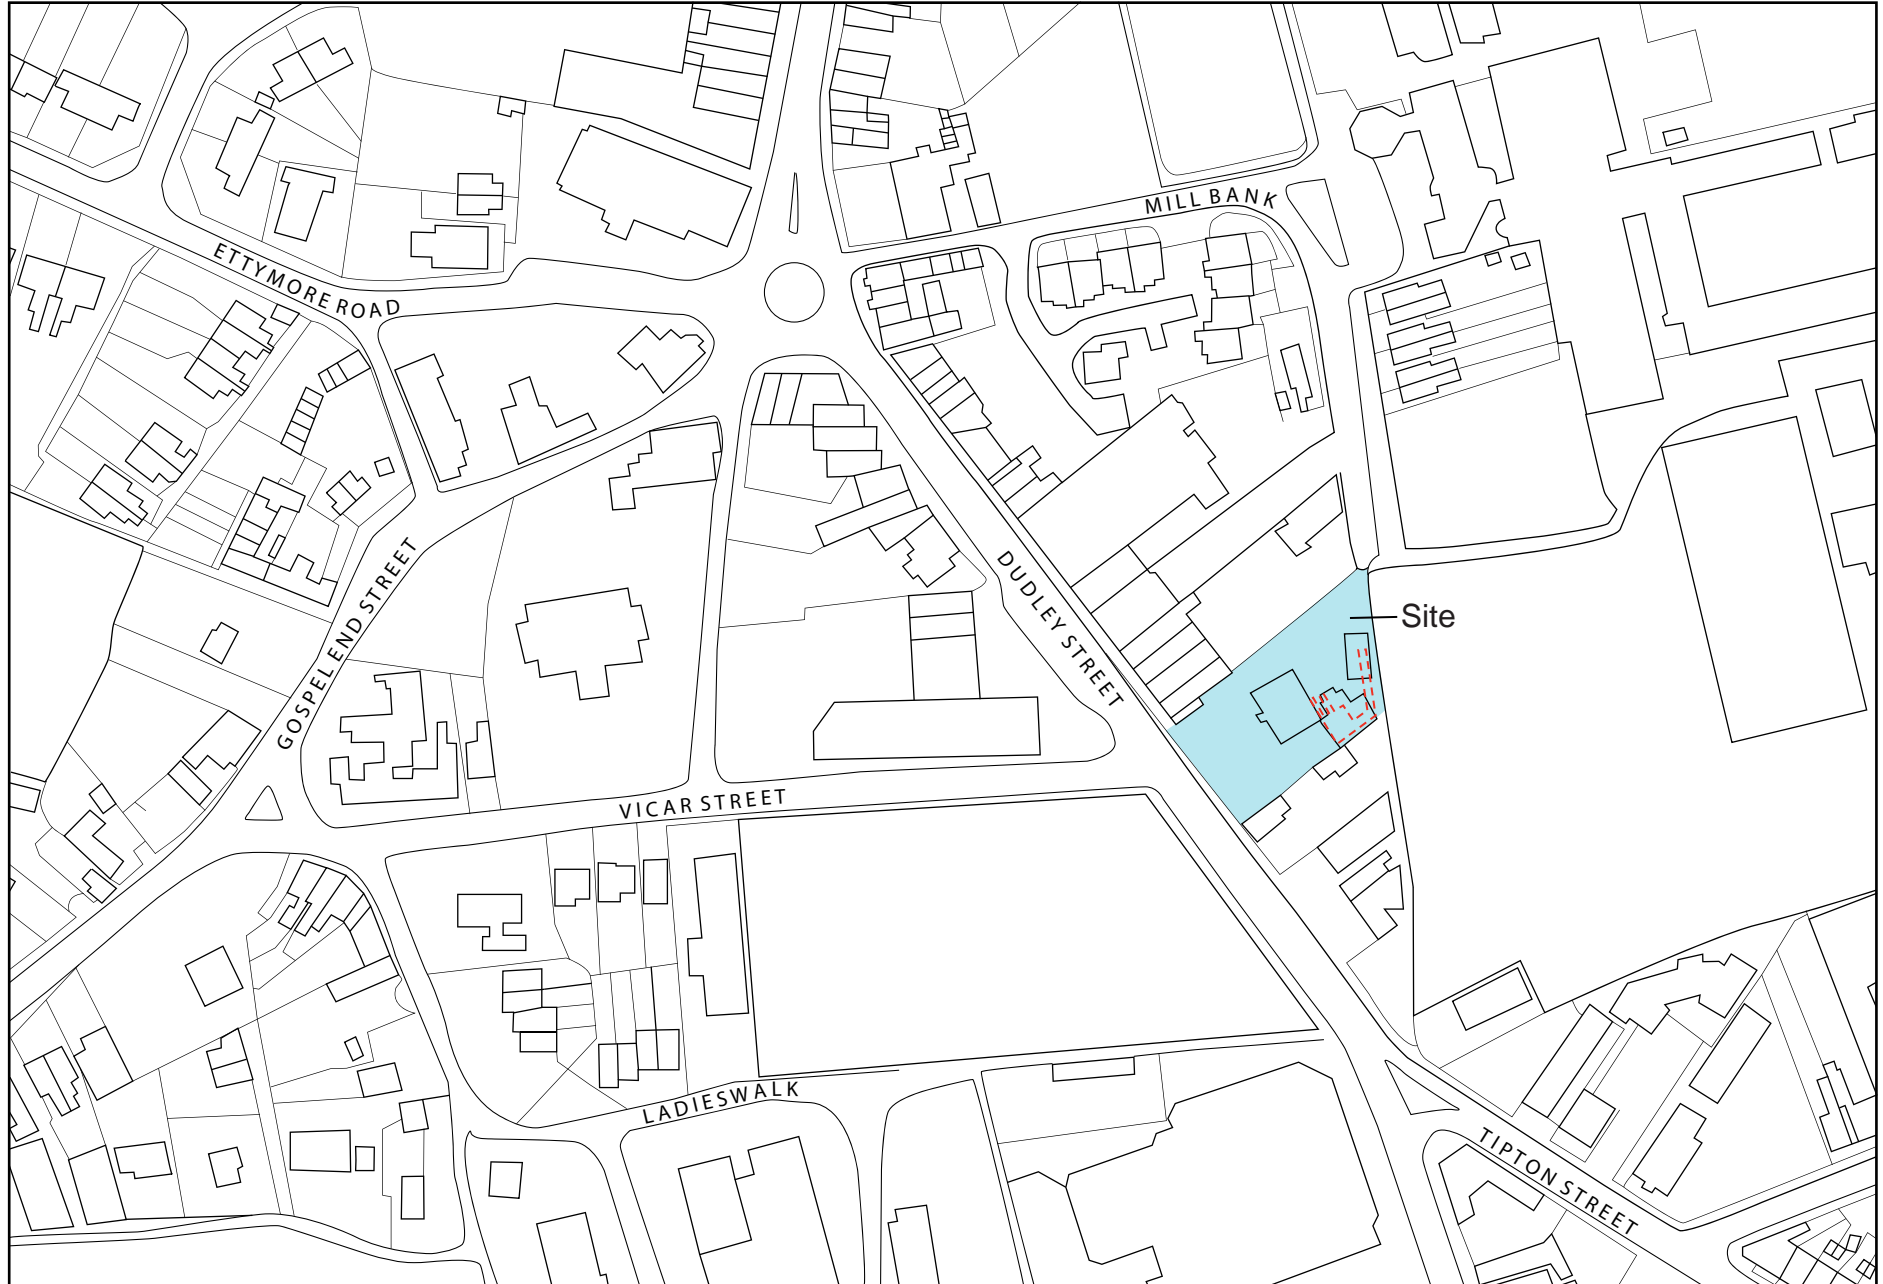 MILL BANK
ETTYMORE ROAD
DUDLEY STREET
GOSPEL END STREET
Site
VICAR STREET
LADIESWALK
TIPTON STREET